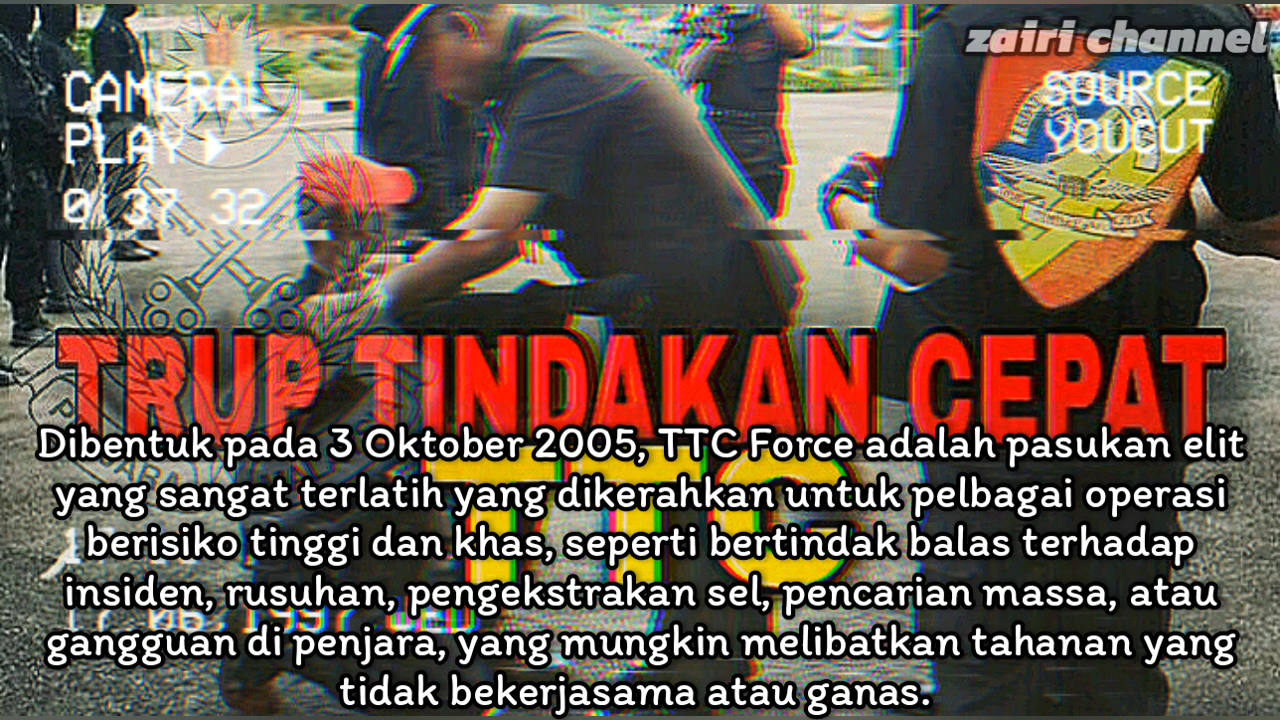 zairi channel
CAMERAL
PLAY
SOURCE
YOUCUT
0 37 32
TRUP TINDAKAN CEPAT
TTC
Dibentuk pada 3 Oktober 2005, TTC Force adalah pasukan elit
yang sangat terlatih yang dikerahkan untuk pelbagai operasi
berisiko tinggi dan khas, seperti bertindak balas terhadap
insiden, rusuhan, pengekstrakan sel, pencarian massa, atau
gangguan di penjara, yang mungkin melibatkan tahanan yang
tidak bekerjasama atau ganas.